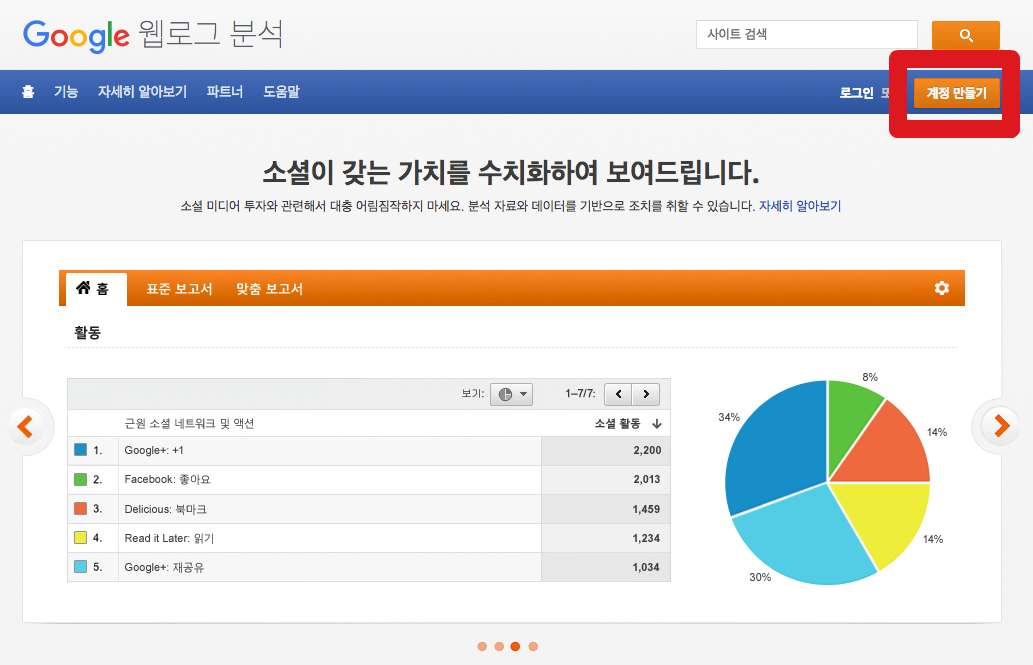 Google 웹로그 분석
사이트 검색
홈 기능 자세히 알아보기 파트너 도움말
로그인
계정 만들기
소셜이 갖는 가치를 수치화하여 보여드립니다.
소셜 미디어 투자와 관련해서 대충 어림짐작하지 마세요. 분석 자료와 데이터를 기반으로 조치를 취할 수 있습니다. 자세히 알아보기
홈 표준 보고서 맞춤 보고서
활동
보기: 1–7/7:
근원 소셜 네트워크 및 액션 소셜 활동
1. Google+: +1 2,200
2. Facebook: 좋아요 2,013
3. Delicious: 북마크 1,459
4. Read it Later: 읽기 1,234
5. Google+: 재공유 1,034
8%
34%
14%
14%
30%